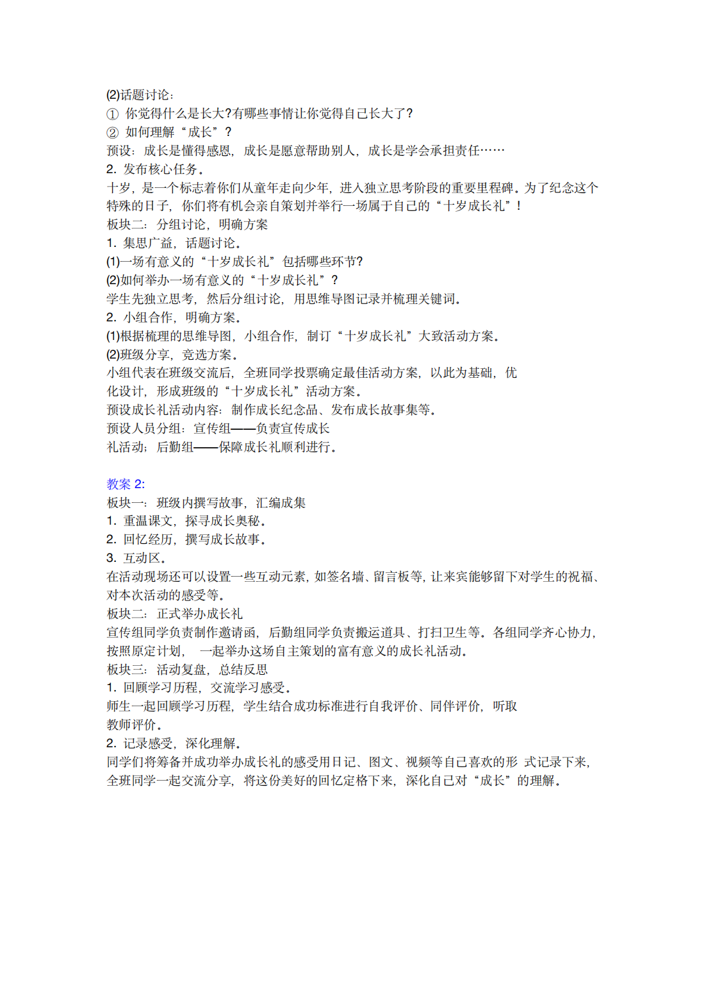 (2)话题讨论：
① 你觉得什么是长大?有哪些事情让你觉得自己长大了?
② 如何理解“成长”?
预设：成长是懂得感恩，成长是愿意帮助别人，成长是学会承担责任……
2. 发布核心任务。
十岁，是一个标志着你们从童年走向少年，进入独立思考阶段的重要里程碑。为了纪念这个
特殊的日子，你们将有机会亲自策划并举行一场属于自己的“十岁成长礼”!
板块二：分组讨论，明确方案
1. 集思广益，话题讨论。
(1)一场有意义的“十岁成长礼”包括哪些环节?
(2)如何举办一场有意义的“十岁成长礼”?
学生先独立思考，然后分组讨论，用思维导图记录并梳理关键词。
2. 小组合作，明确方案。
(1)根据梳理的思维导图，小组合作，制订“十岁成长礼”大致活动方案。
(2)班级分享，竞选方案。
小组代表在班级交流后，全班同学投票确定最佳活动方案，以此为基础，优
化设计，形成班级的“十岁成长礼”活动方案。
预设成长礼活动内容：制作成长纪念品、发布成长故事集等。
预设人员分组：宣传组——负责宣传成长
礼活动；后勤组——保障成长礼顺利进行。
教案 2:
板块一：班级内撰写故事，汇编成集
1. 重温课文，探寻成长奥秘。
2. 回忆经历，撰写成长故事。
3. 互动区。
在活动现场还可以设置一些互动元素，如签名墙、留言板等，让来宾能够留下对学生的祝福、
对本次活动的感受等。
板块二：正式举办成长礼
宣传组同学负责制作邀请函，后勤组同学负责搬运道具、打扫卫生等。各组同学齐心协力，
按照原定计划， 一起举办这场自主策划的富有意义的成长礼活动。
板块三：活动复盘，总结反思
1. 回顾学习历程，交流学习感受。
师生一起回顾学习历程，学生结合成功标准进行自我评价、同伴评价，听取
教师评价。
2. 记录感受，深化理解。
同学们将筹备并成功举办成长礼的感受用日记、图文、视频等自己喜欢的形 式记录下来，
全班同学一起交流分享，将这份美好的回忆定格下来，深化自己对“成长”的理解。